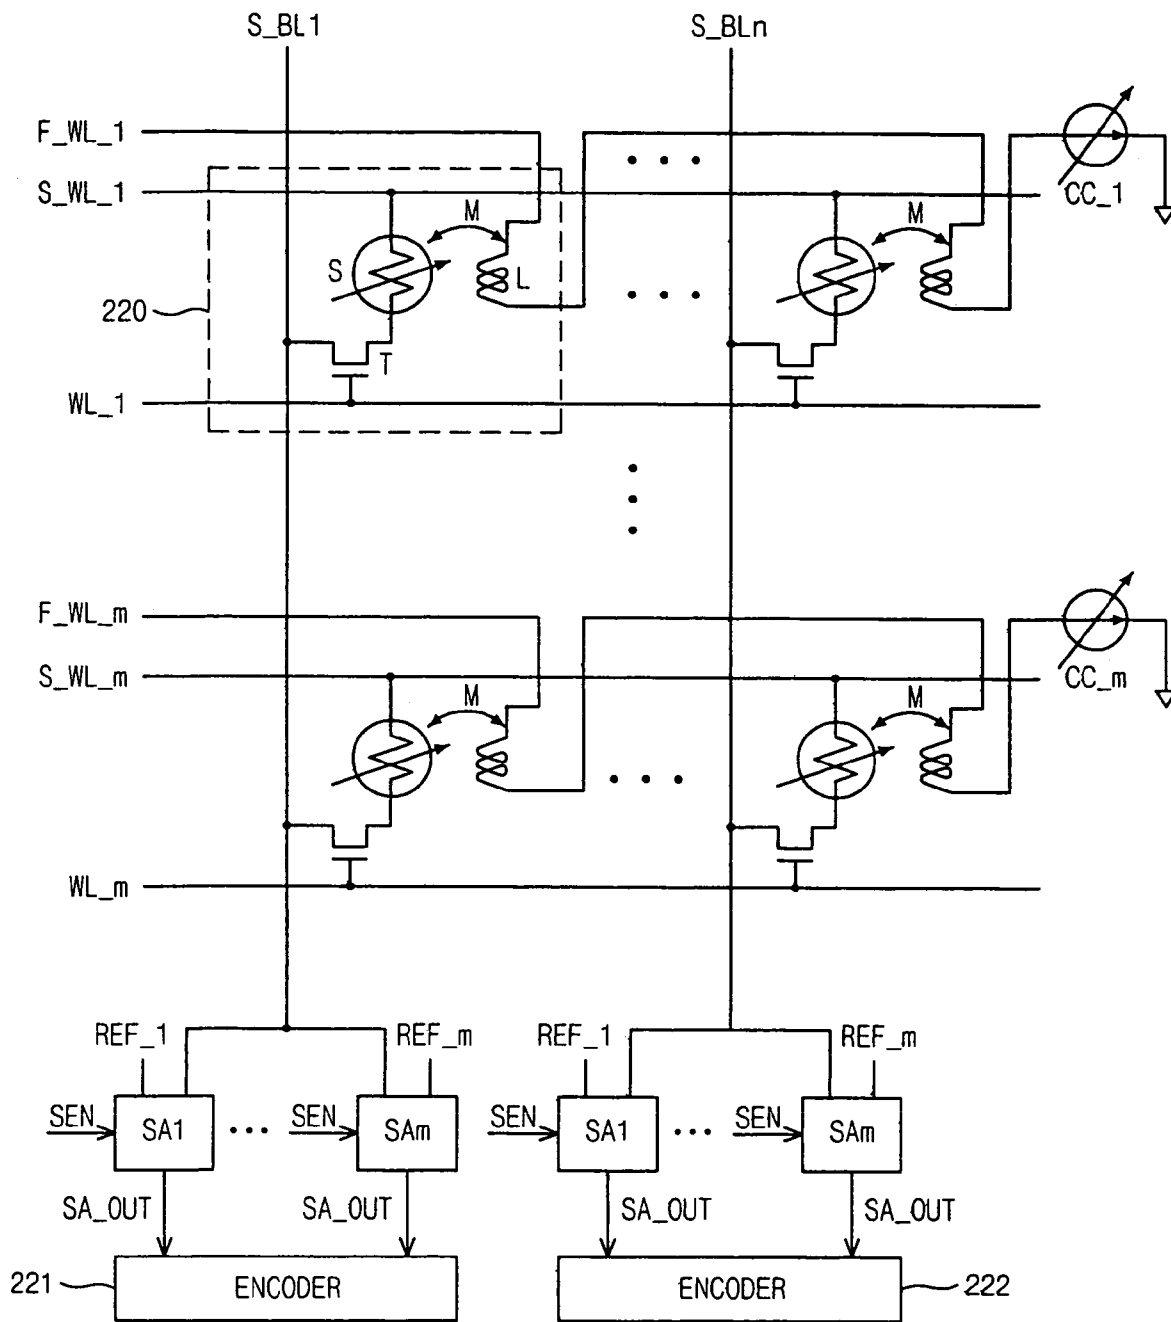 S_BL1 S_BLn
F_WL_1
S_WL_1
CC_1
M M
S L
220
T
WL_1
F_WL_m
S_WL_m
CC_m
M M
WL_m
REF_1 REF_m REF_1 REF_m
SEN SA1 SEN SAm SEN SA1 SEN SAm
SA_OUT SA_OUT SA_OUT SA_OUT
221 ENCODER ENCODER 222